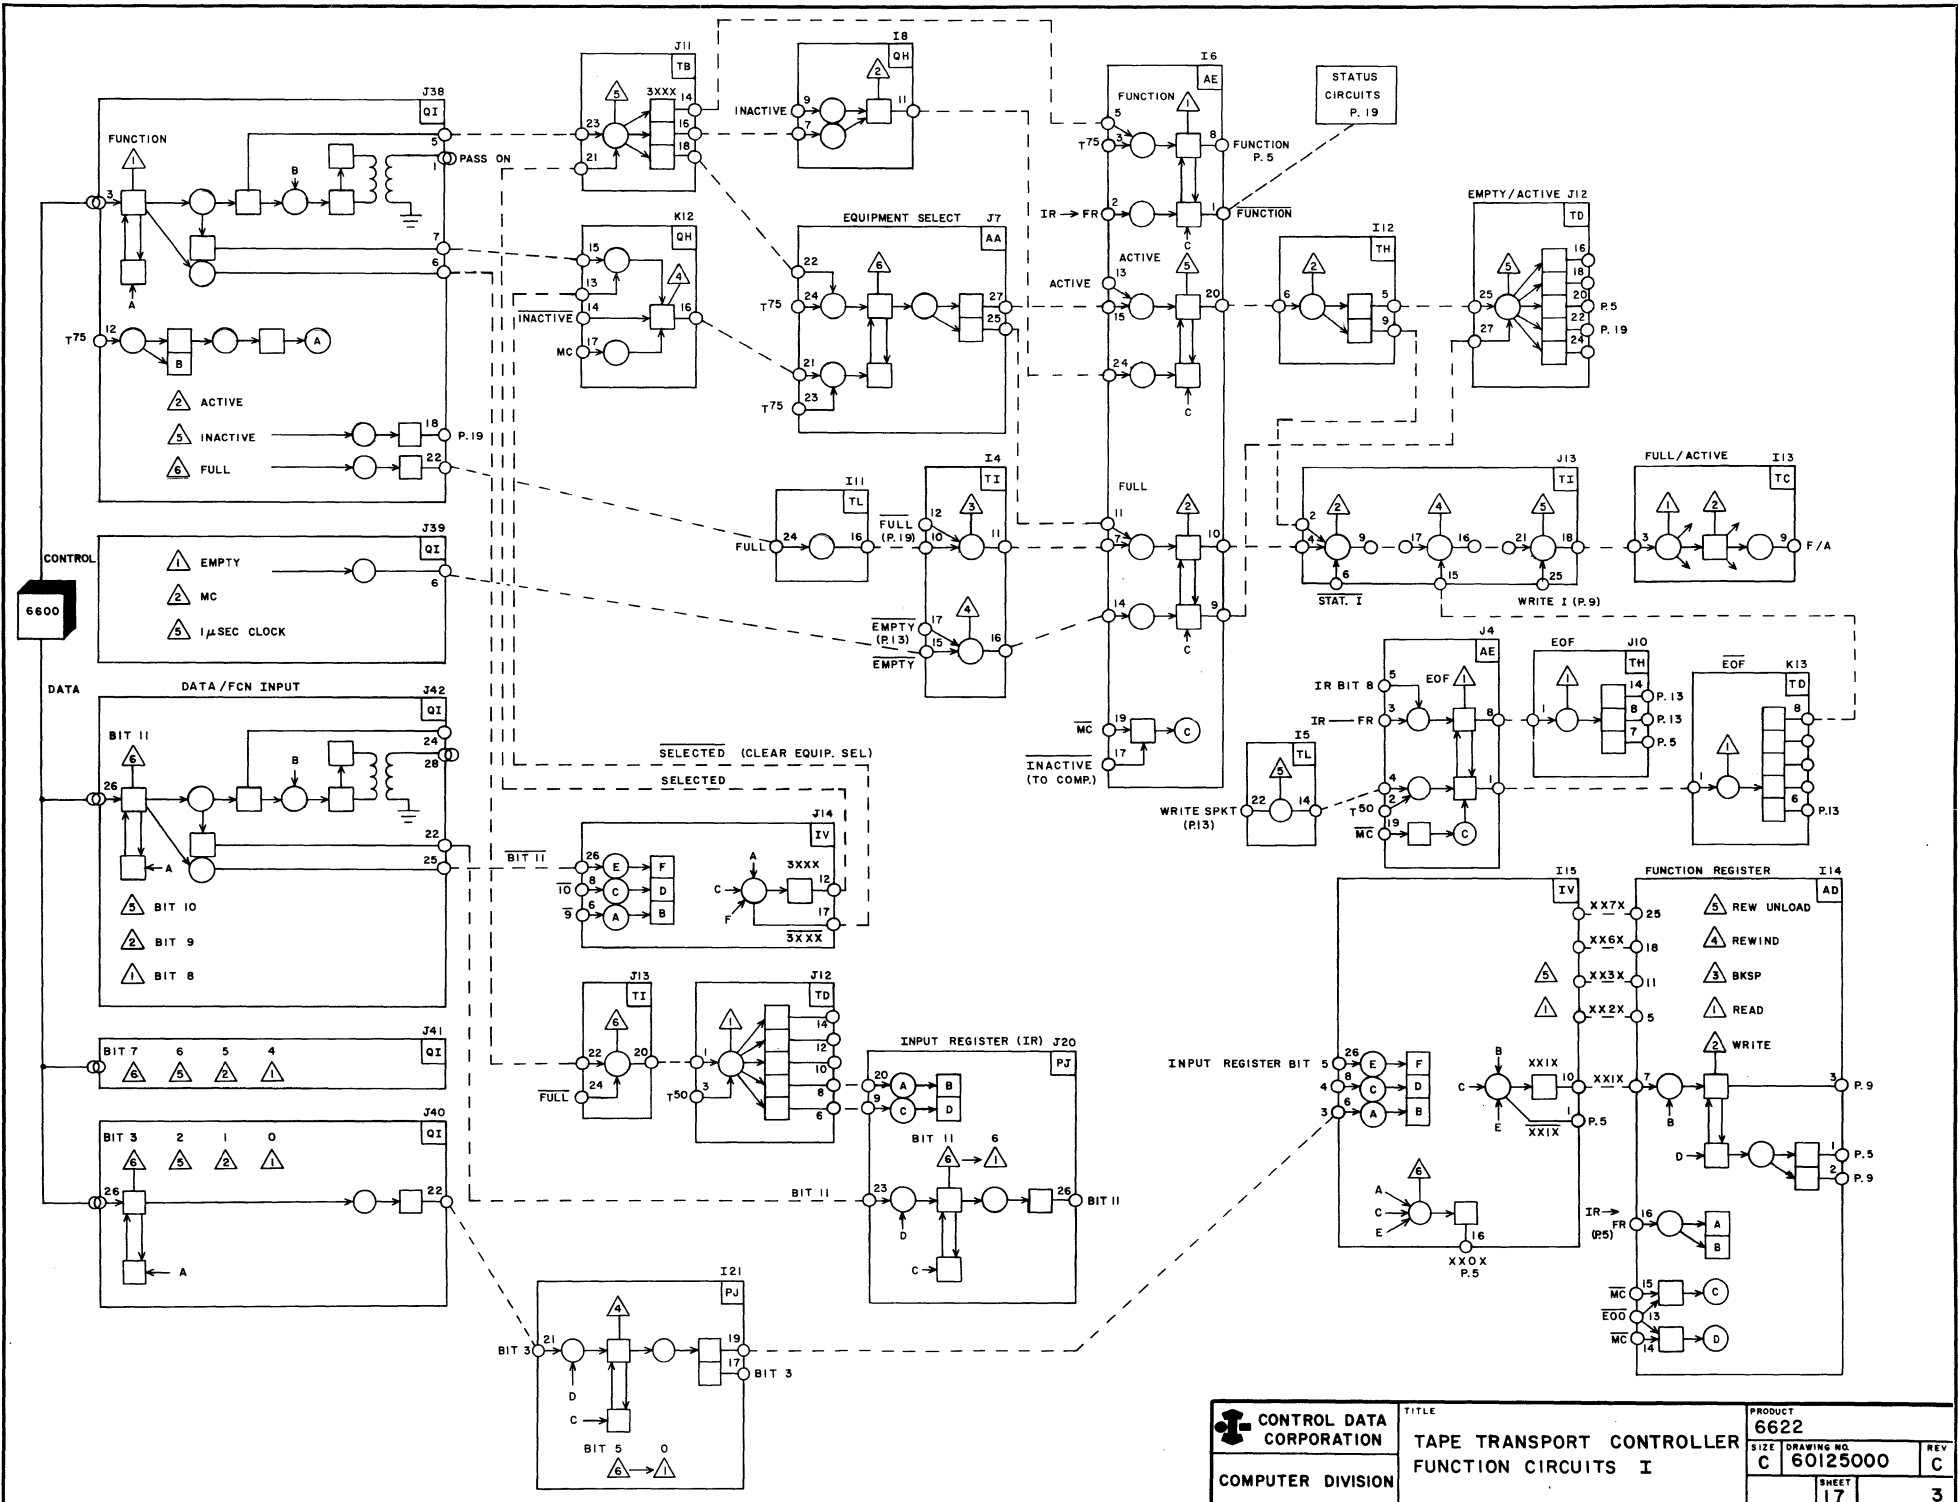 J38
QI
FUNCTION
1
3
B
A
5
1
PASS ON
7
6
T75
12
B
A
2 ACTIVE
5 INACTIVE
6 FULL
18
P.19
22
J39
QI
CONTROL
1 EMPTY
2 MC
5 1µSEC CLOCK
6
6600
DATA
DATA/FCN INPUT
J42
QI
BIT 11
6
26
B
A
24
28
22
25
5 BIT 10
2 BIT 9
1 BIT 8
J41
QI
BIT 7 6 5 4
6 5 2 1
J40
QI
BIT 3 2 1 0
6 5 2 1
26
A
22
J11
TB
5
3XXX
23
21
14
16
18
I8
QH
2
INACTIVE
9
7
11
K12
QH
15
13
14
INACTIVE
MC
17
4
16
EQUIPMENT SELECT J7
AA
22
24
T75
6
27
25
21
23
T75
I6
AE
FUNCTION
1
5
T75
3
8
FUNCTION
P.5
IR → FR
2
1
FUNCTION
C
ACTIVE
5
13
ACTIVE
15
20
24
C
FULL
2
11
7
10
14
9
C
MC
19
C
INACTIVE
(TO COMP.)
17
STATUS
CIRCUITS
P. 19
I12
TH
2
6
5
9
EMPTY/ACTIVE J12
TD
5
25
27
16
18
20
P.5
22
P.19
24
I11
TL
FULL
24
16
I4
TI
FULL
(P.19)
12
10
3
11
EMPTY
(P.13)
17
15
EMPTY
4
16
J13
TI
2
4
2
9
6
STAT. I
17
4
16
15
21
5
18
25
WRITE I (P.9)
FULL/ACTIVE I13
TC
3
1
2
9
F/A
J4
AE
IR BIT 8
5
IR — FR
3
EOF
1
8
4
2
T50
MC
19
C
1
EOF
J10
TH
1
1
14
P.13
8
P.13
7
P.5
EOF
K13
TD
1
1
8
6
P.13
I5
TL
5
WRITE SPKT
(P.13)
22
14
SELECTED (CLEAR EQUIP. SEL)
SELECTED
J14
IV
BIT 11
26
E
F
10
8
C
D
9
6
A
B
A
C
F
3XXX
12
17
3XXX
J13
TI
6
22
24
FULL
20
J12
TD
1
1
3
T50
14
12
10
8
6
INPUT REGISTER (IR) J20
PJ
20
A
B
9
C
D
BIT 11 6
6 → 1
BIT 11
23
D
C
26
BIT 11
I21
PJ
4
BIT 3
21
D
C
19
17
BIT 3
BIT 5 0
6 → 1
I15
IV
5
1
INPUT REGISTER BIT 5
26
E
F
4
8
C
D
3
6
A
B
B
C
E
XX1X
10
1
P.5
XX1X
6
A
C
E
16
XX0X
P.5
XX7X
XX6X
XX3X
XX2X
XX1X
FUNCTION REGISTER I14
AD
25
18
11
5
5 REW UNLOAD
4 REWIND
3 BKSP
1 READ
2 WRITE
7
B
3
P.9
D
1
P.5
2
P.9
IR →
FR
(P.5)
16
A
B
MC
15
C
EOO
13
MC
14
D
CONTROL DATA
CORPORATION
COMPUTER DIVISION
TITLE
TAPE TRANSPORT CONTROLLER
FUNCTION CIRCUITS I
PRODUCT
6622
SIZE
C
DRAWING NO.
60125000
REV
C
SHEET
17
3